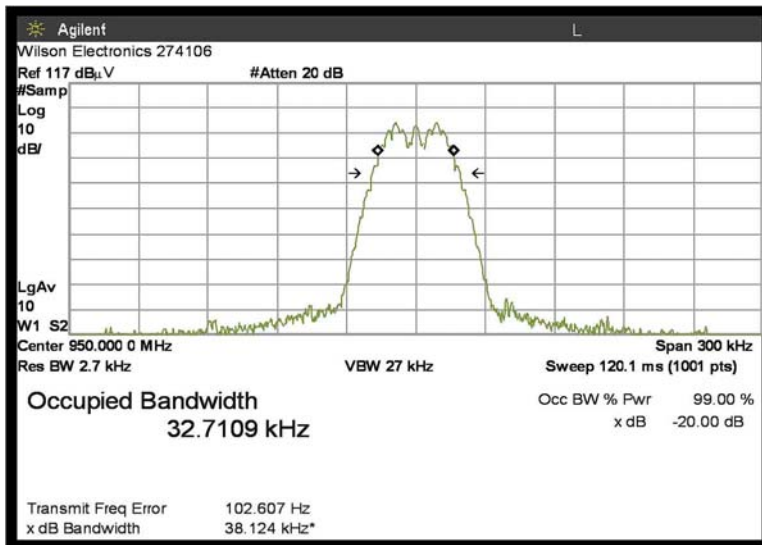 Agilent L
Wilson Electronics 274106
Ref 117 dBµV #Atten 20 dB
#Samp
Log
10
dB/
LgAv
10
W1 S2
Center 950.000 0 MHz Span 300 kHz
Res BW 2.7 kHz VBW 27 kHz Sweep 120.1 ms (1001 pts)
Occupied Bandwidth Occ BW % Pwr 99.00 %
32.7109 kHz x dB -20.00 dB
Transmit Freq Error 102.607 Hz
x dB Bandwidth 38.124 kHz*